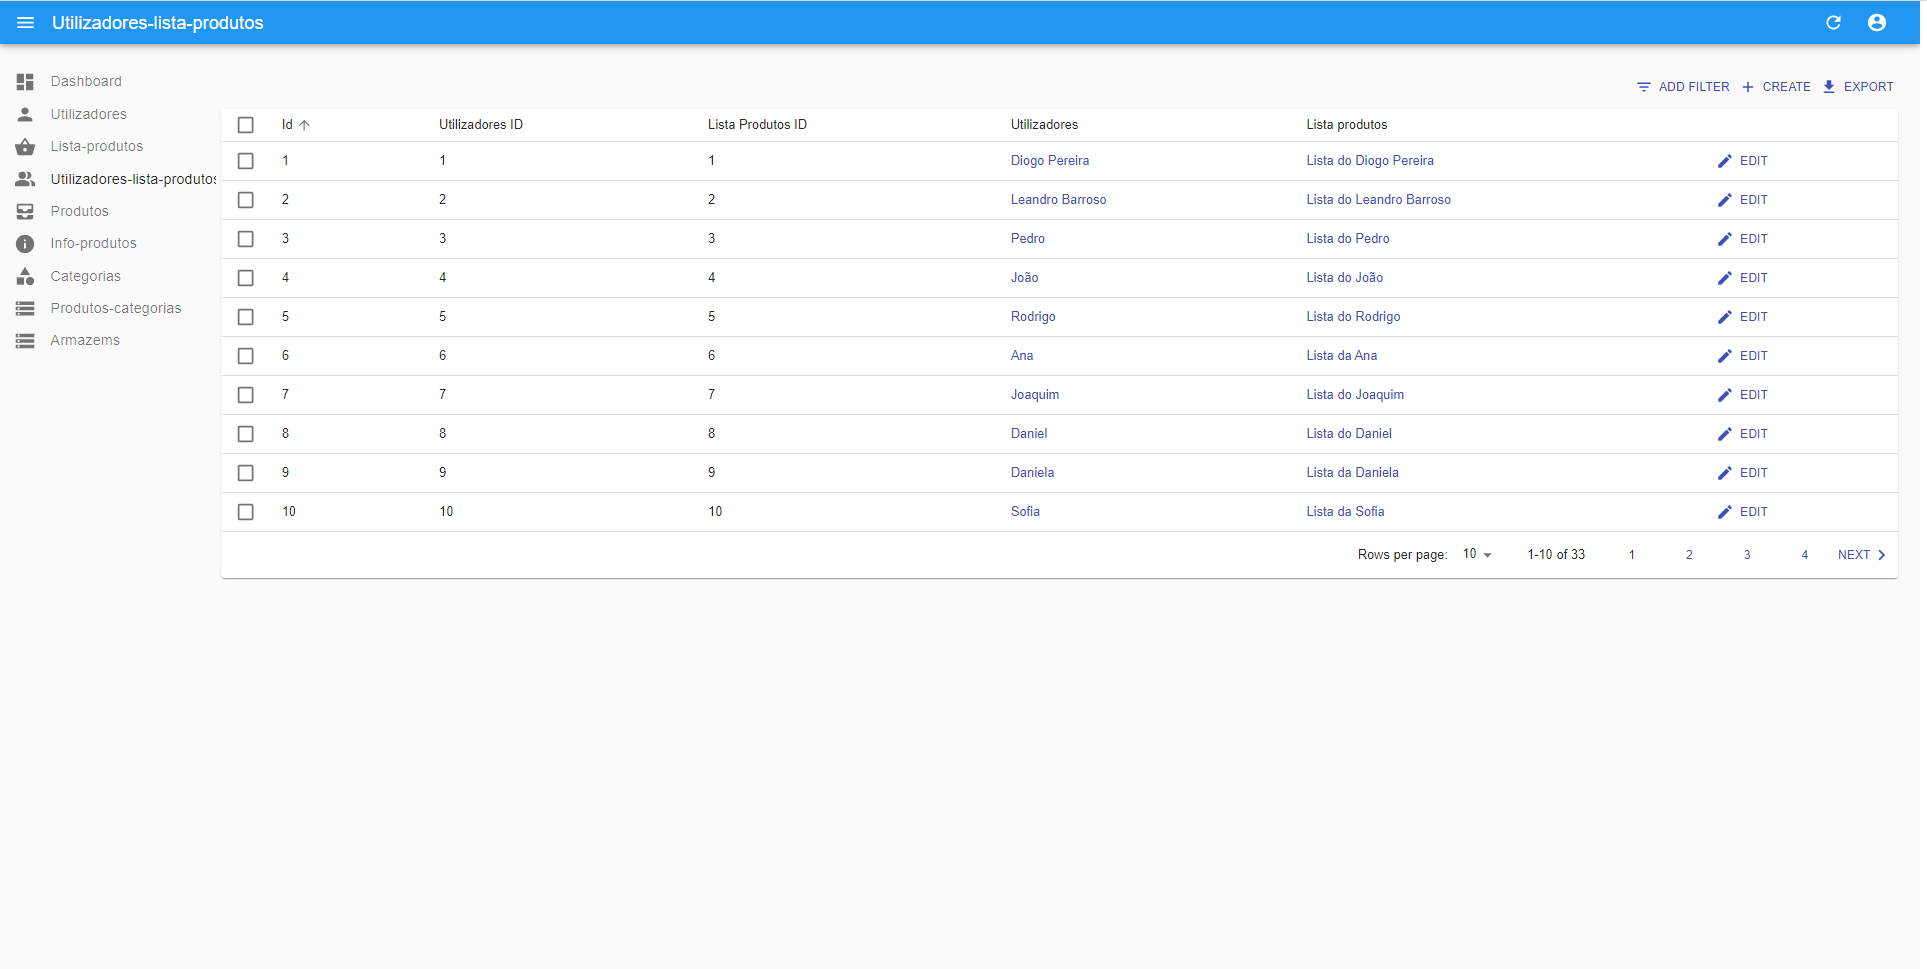 Utilizadores-lista-produtos
Dashboard
Utilizadores
Lista-produtos
Utilizadores-lista-produtos
Produtos
Info-produtos
Categorias
Produtos-categorias
Armazems
ADD FILTER CREATE EXPORT
Id Utilizadores ID Lista Produtos ID Utilizadores Lista produtos
1 1 1 Diogo Pereira Lista do Diogo Pereira EDIT
2 2 2 Leandro Barroso Lista do Leandro Barroso EDIT
3 3 3 Pedro Lista do Pedro EDIT
4 4 4 João Lista do João EDIT
5 5 5 Rodrigo Lista do Rodrigo EDIT
6 6 6 Ana Lista da Ana EDIT
7 7 7 Joaquim Lista do Joaquim EDIT
8 8 8 Daniel Lista do Daniel EDIT
9 9 9 Daniela Lista da Daniela EDIT
10 10 10 Sofia Lista da Sofia EDIT
Rows per page: 10 1-10 of 33 1 2 3 4 NEXT